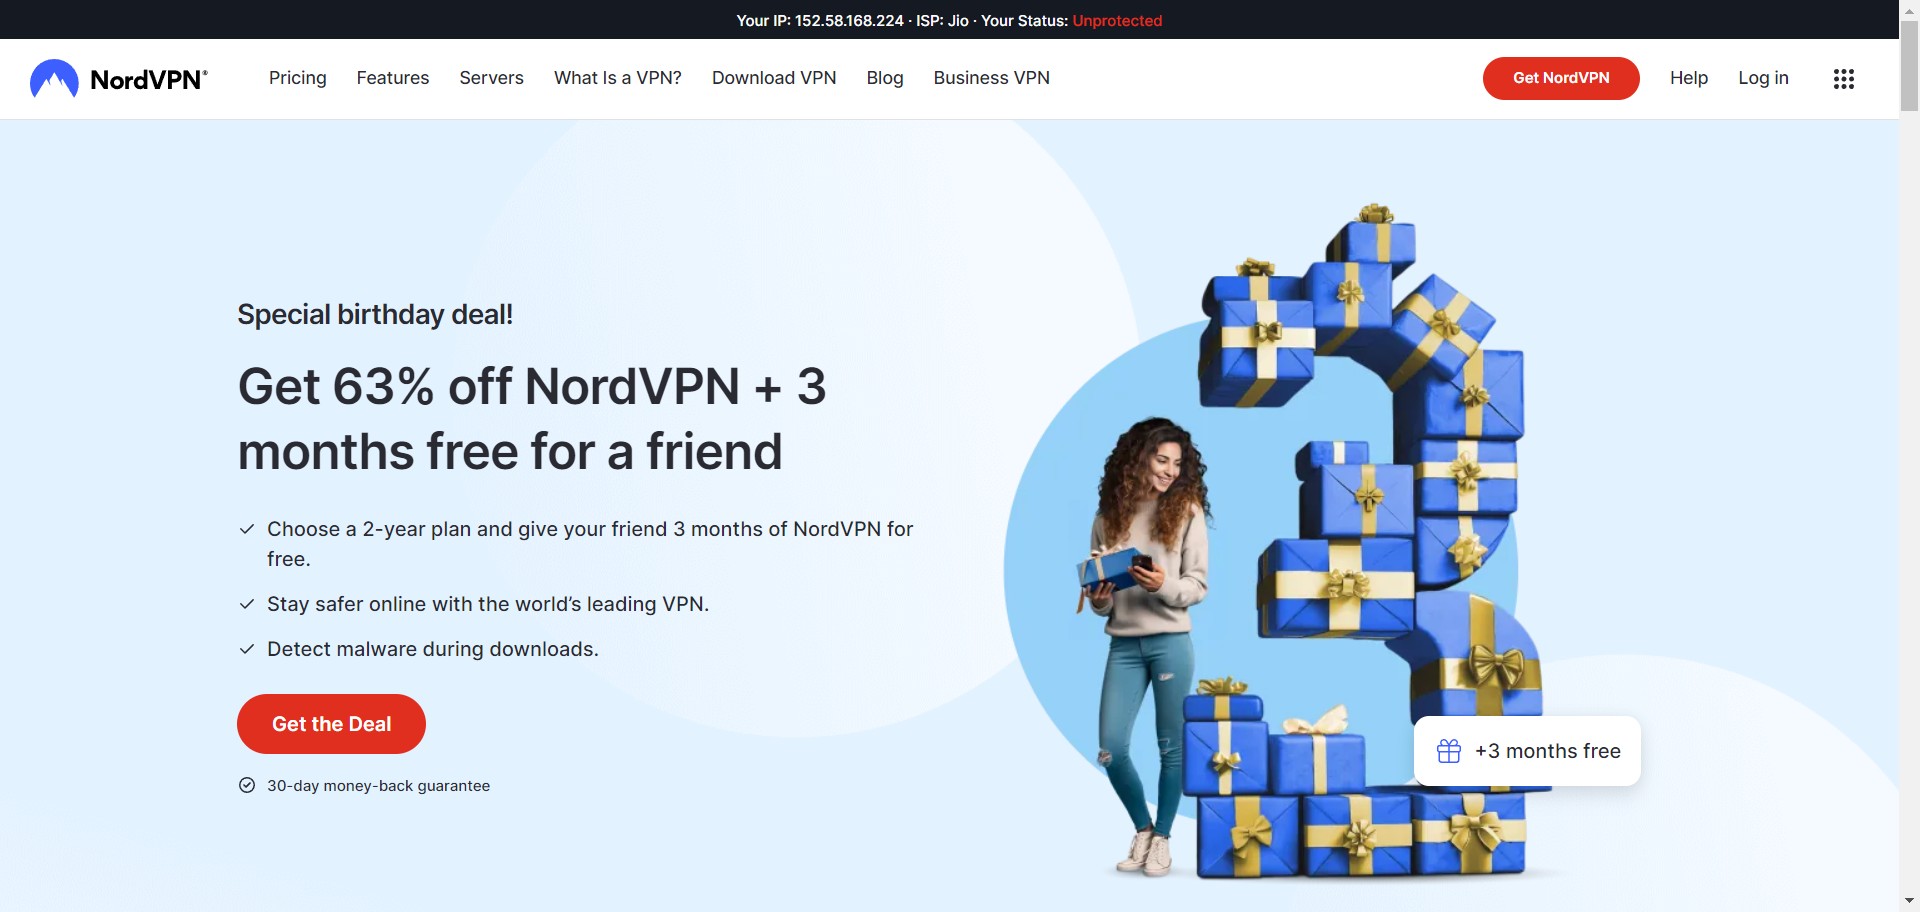 Your IP: 152.58.168.224 · ISP: Jio · Your Status: Unprotected
NordVPN®
Pricing
Features
Servers
What Is a VPN?
Download VPN
Blog
Business VPN
Get NordVPN
Help
Log in
Special birthday deal!
Get 63% off NordVPN + 3
months free for a friend
Choose a 2-year plan and give your friend 3 months of NordVPN for
free.
Stay safer online with the world’s leading VPN.
Detect malware during downloads.
Get the Deal
30-day money-back guarantee
+3 months free